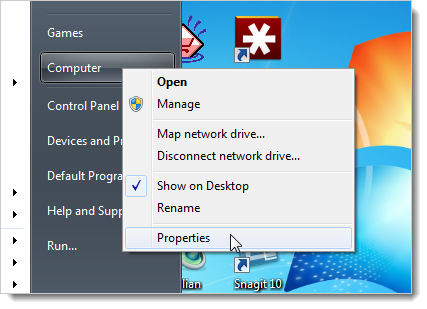 Games
Computer
Control Panel
Devices and Pr
Default Progra
Help and Supp
Run...
Open
Manage
Map network drive...
Disconnect network drive...
Show on Desktop
Rename
Properties
lian
Snagit 10